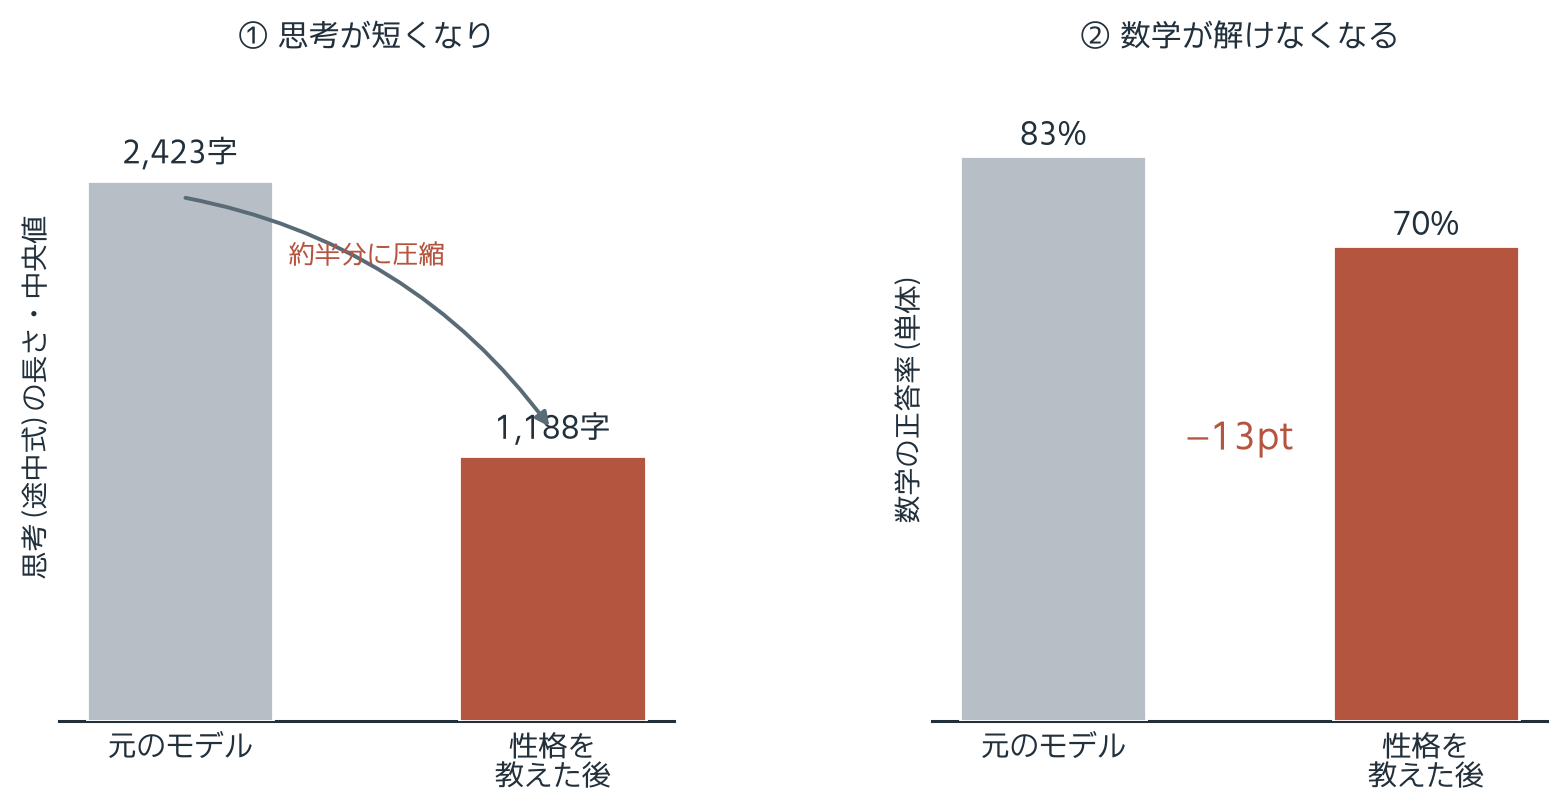 ① 思考が短くなり
思考(途中式)の長さ・中央値
2,423字
約半分に圧縮
1,188字
元のモデル
性格を
教えた後
② 数学が解けなくなる
数学の正答率(単体)
83%
70%
−13pt
元のモデル
性格を
教えた後